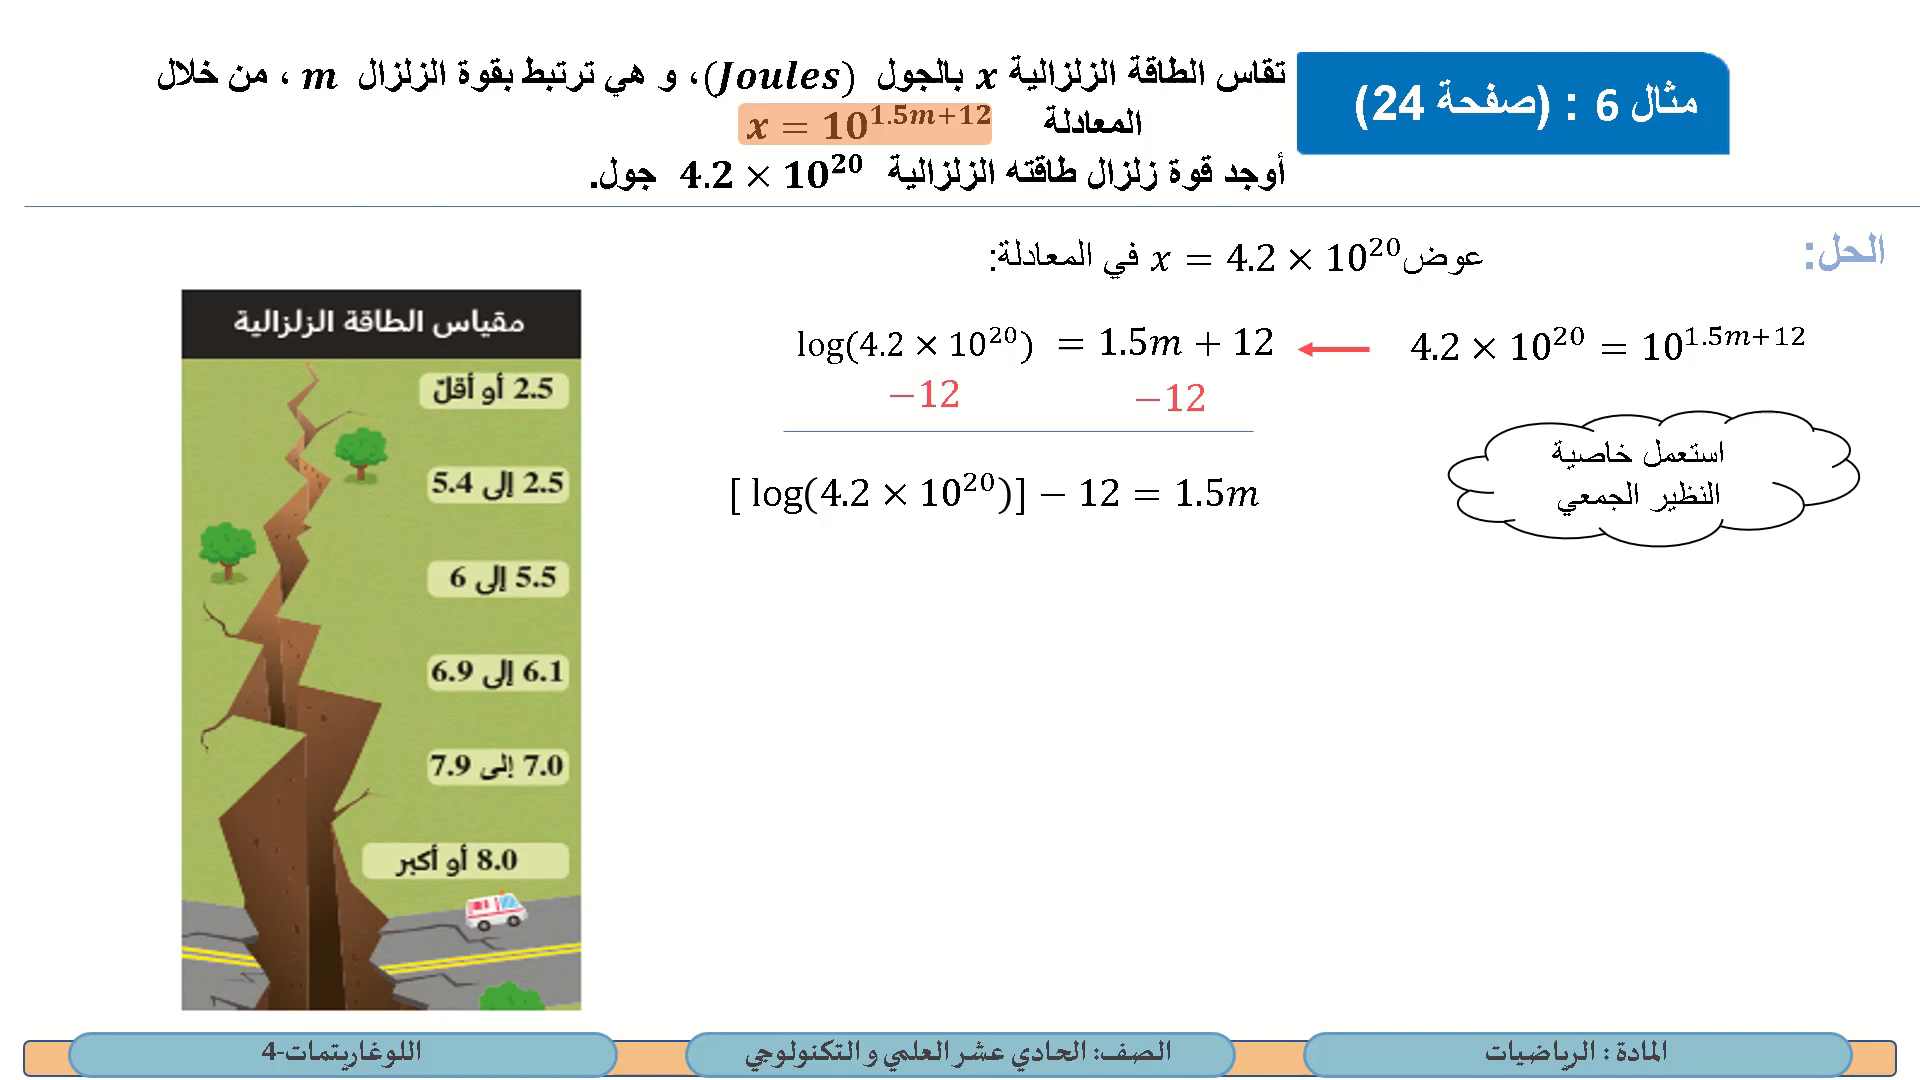 مثال 6 : (صفحة 24)
تقاس الطاقة الزلزالية x بالجول (Joules)، و هي ترتبط بقوة الزلزال m ، من خلال
المعادلة x = 10^{1.5m+12}
أوجد قوة زلزال طاقته الزلزالية 4.2 × 10^{20} جول.
الحل:
عوض x = 4.2 × 10^{20} في المعادلة:
4.2 × 10^{20} = 10^{1.5m+12}
log(4.2 × 10^{20}) = 1.5m + 12
−12 −12
[ log(4.2 × 10^{20})] − 12 = 1.5m
استعمل خاصية
النظير الجمعي
مقياس الطاقة الزلزالية
2.5 أو أقلّ
2.5 إلى 5.4
5.5 إلى 6
6.1 إلى 6.9
7.0 إلى 7.9
8.0 أو أكبر
المادة : الرياضيات
الصف: الحادي عشر العلمي و التكنولوجي
اللوغاريتمات-4